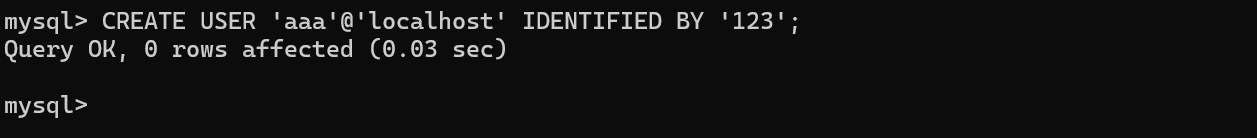 mysql> CREATE USER 'aaa'@'localhost' IDENTIFIED BY '123';
Query OK, 0 rows affected (0.03 sec)
mysql>